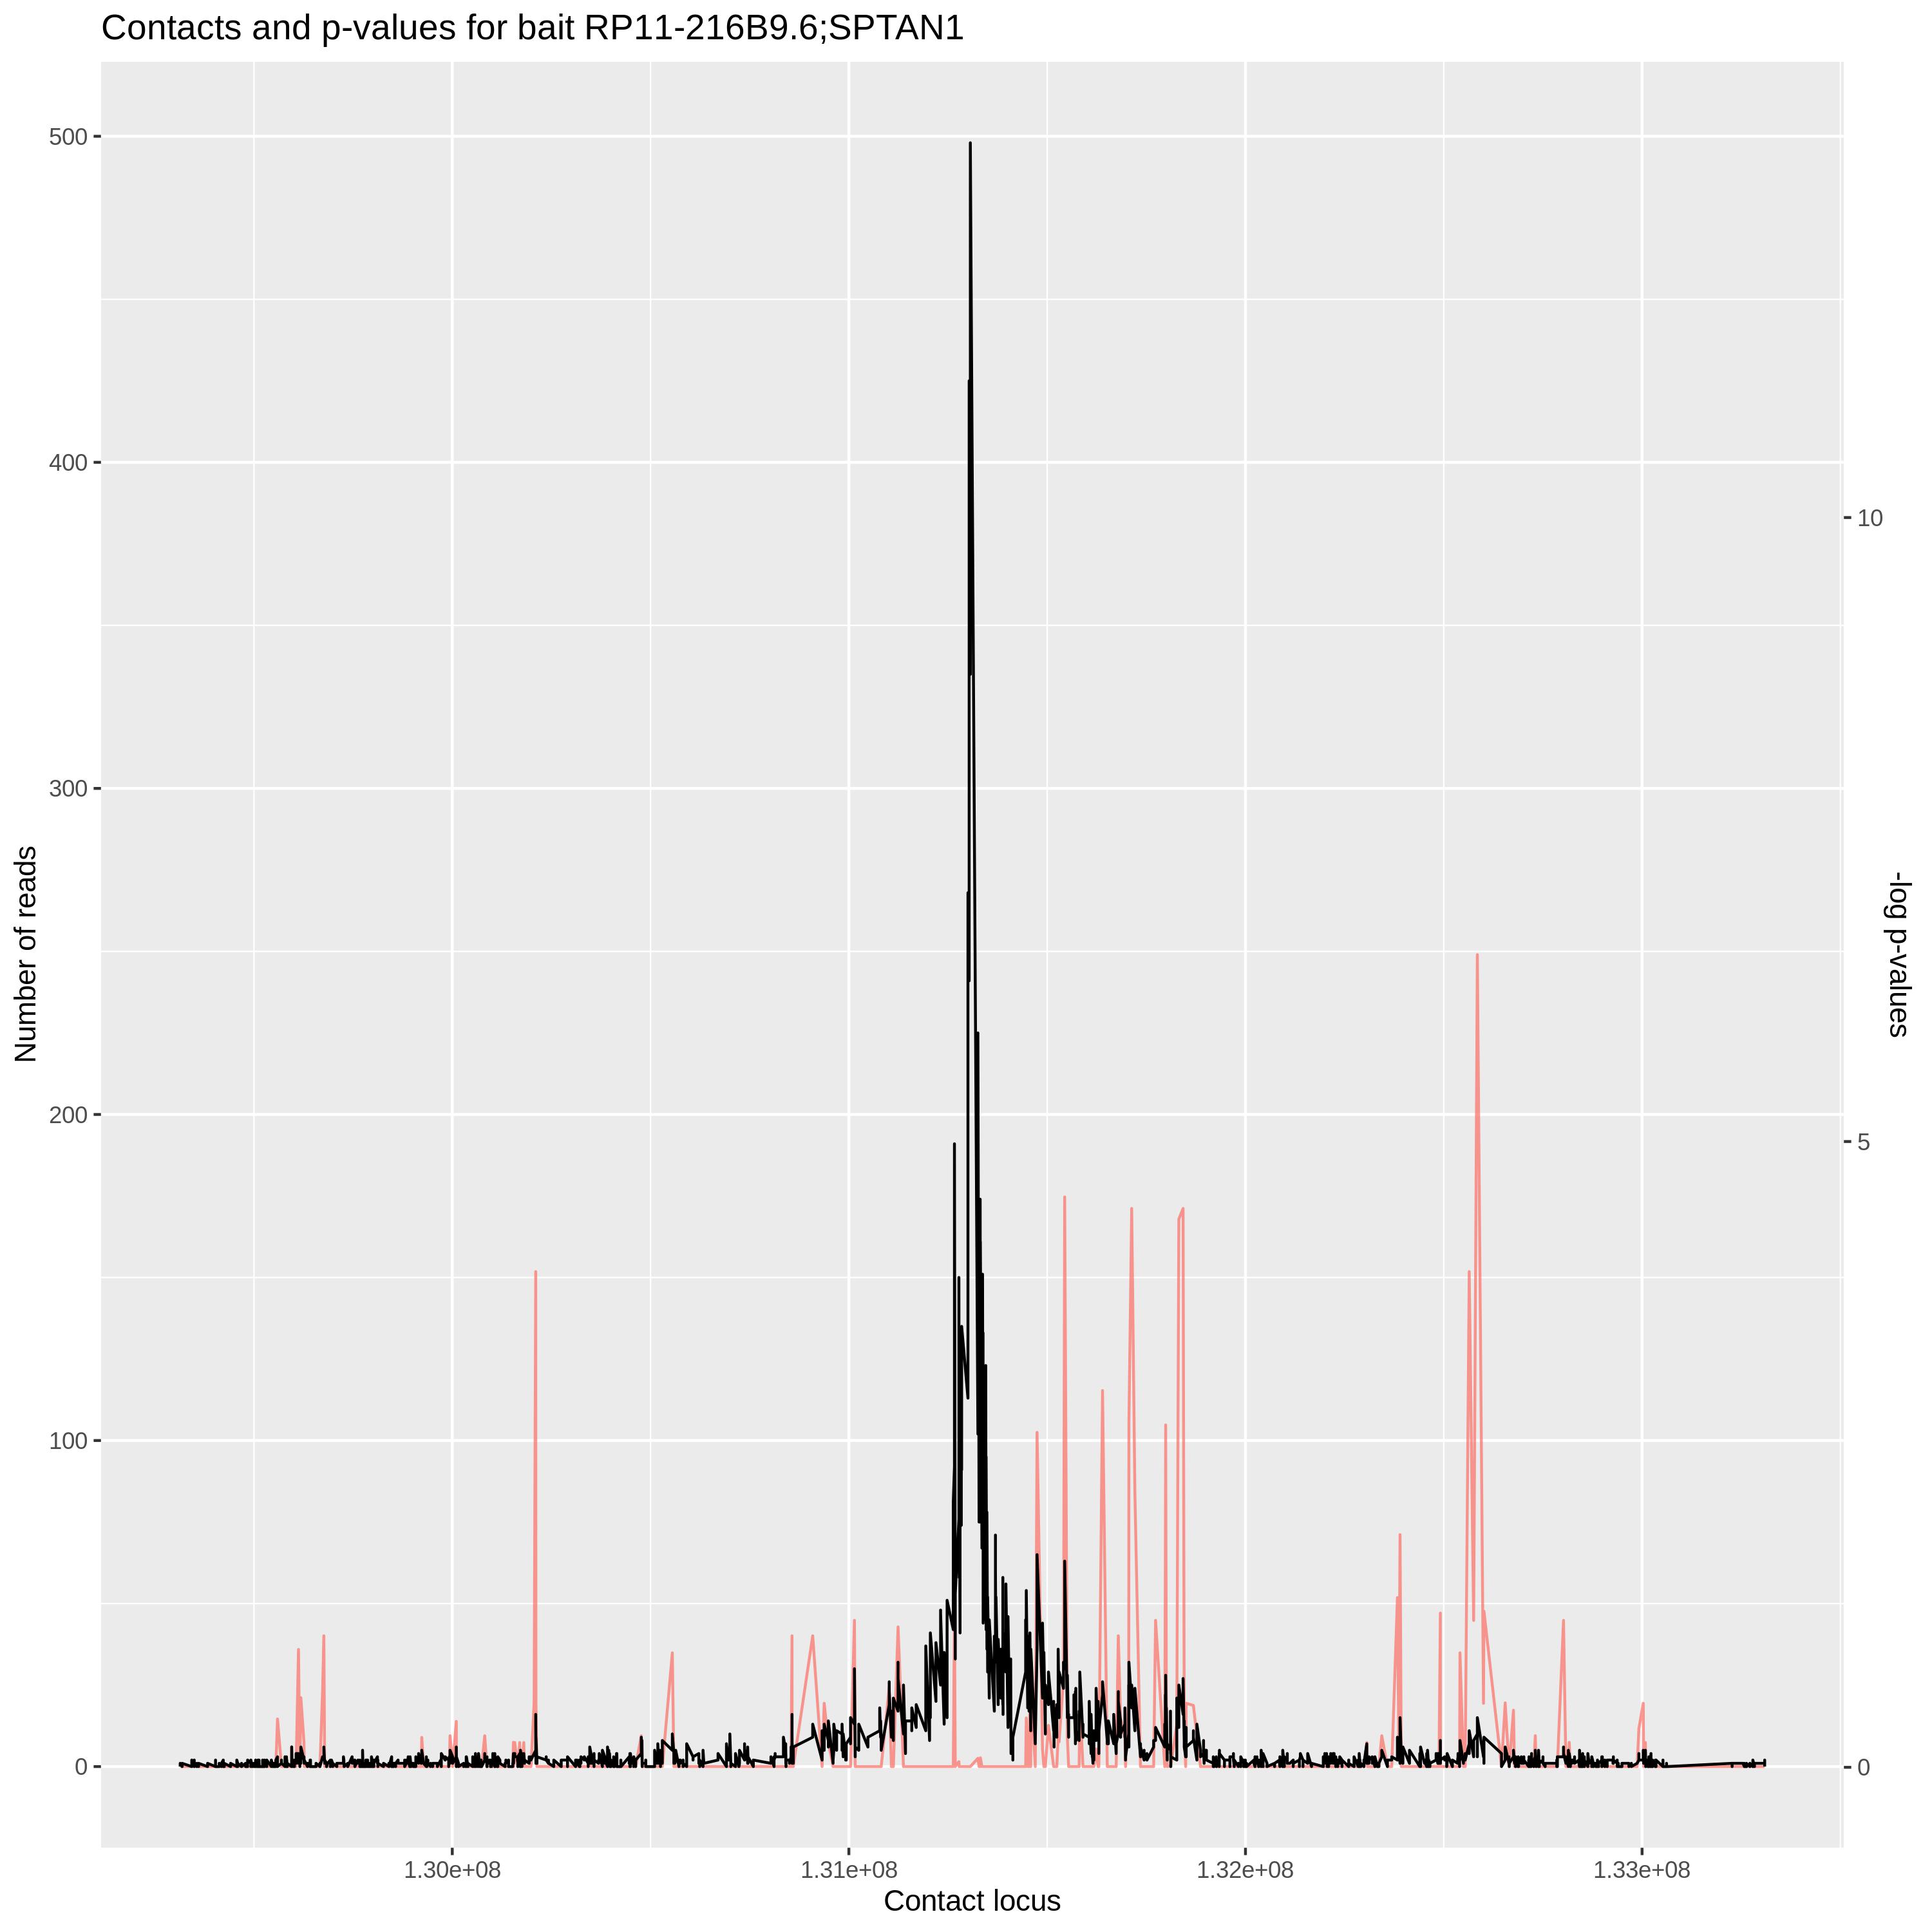 Contacts and p-values for bait RP11-216B9.6;SPTAN1
500
400
300
200
100
0
Number of reads
10
5
0
-log p-values
1.30e+08
1.31e+08
1.32e+08
1.33e+08
Contact locus